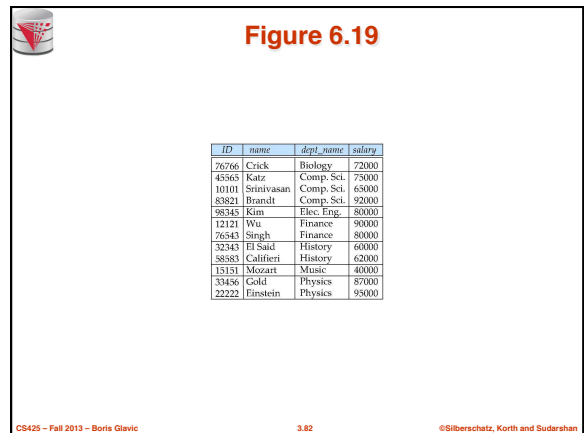 Figure 6.19
ID name dept_name salary
76766 Crick Biology 72000
45565 Katz Comp. Sci. 75000
10101 Srinivasan Comp. Sci. 65000
83821 Brandt Comp. Sci. 92000
98345 Kim Elec. Eng. 80000
12121 Wu Finance 90000
76543 Singh Finance 80000
32343 El Said History 60000
58583 Califieri History 62000
15151 Mozart Music 40000
33456 Gold Physics 87000
22222 Einstein Physics 95000
CS425 – Fall 2013 – Boris Glavic 3.82 ©Silberschatz, Korth and Sudarshan